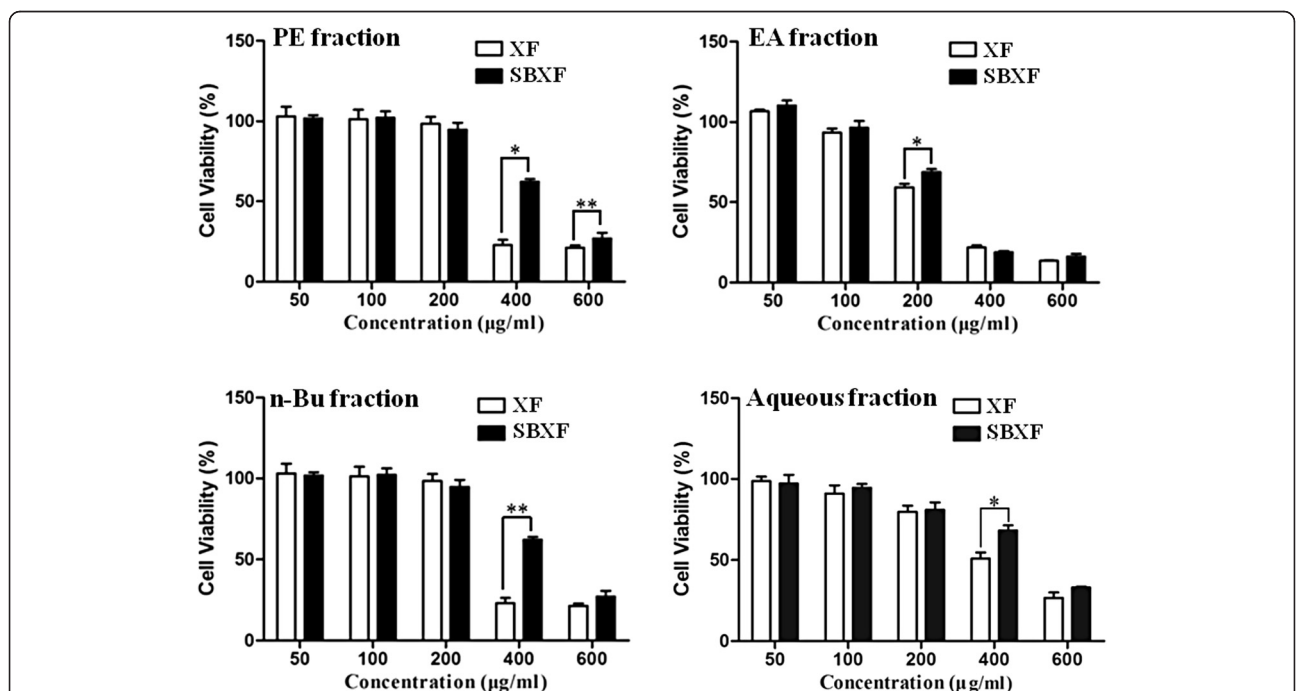 PE fraction
XF
SBXF
150
100
50
0
Cell Viability (%)
*
**
50 100 200 400 600
Concentration (µg/ml)
EA fraction
XF
SBXF
150
100
50
0
Cell Viability (%)
*
50 100 200 400 600
Concentration (µg/ml)
n-Bu fraction
XF
SBXF
150
100
50
0
Cell Viability (%)
**
50 100 200 400 600
Concentration (µg/ml)
Aqueous fraction
XF
SBXF
150
100
50
0
Cell Viability (%)
*
50 100 200 400 600
Concentration (µg/ml)